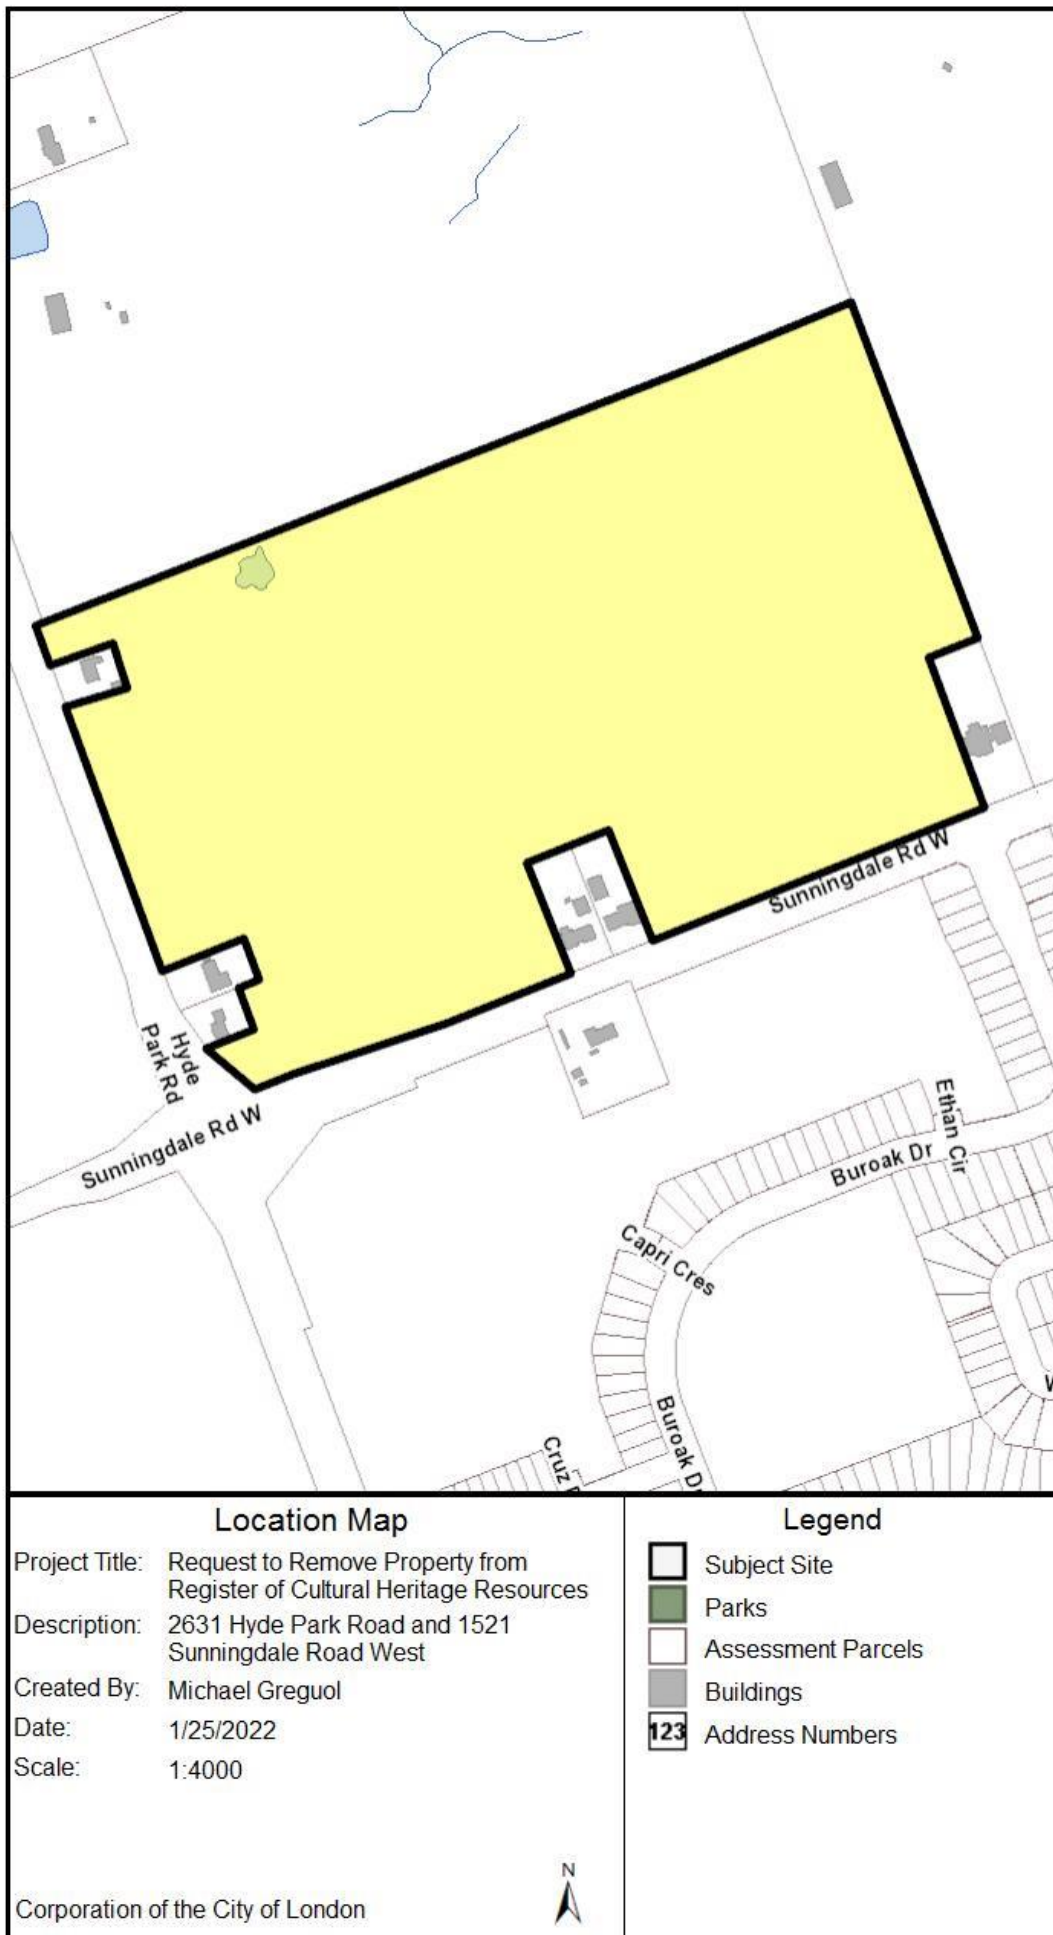 Sunningdale Rd W
Hyde
Park Rd
Sunningdale Rd W
Ethan Cir
Buroak Dr
Capri Cres
Buroak Dr
Cruz
Location Map
Project Title: Request to Remove Property from
Register of Cultural Heritage Resources
Description: 2631 Hyde Park Road and 1521
Sunningdale Road West
Created By: Michael Greguol
Date: 1/25/2022
Scale: 1:4000
N
Corporation of the City of London
Legend
Subject Site
Parks
Assessment Parcels
Buildings
123 Address Numbers